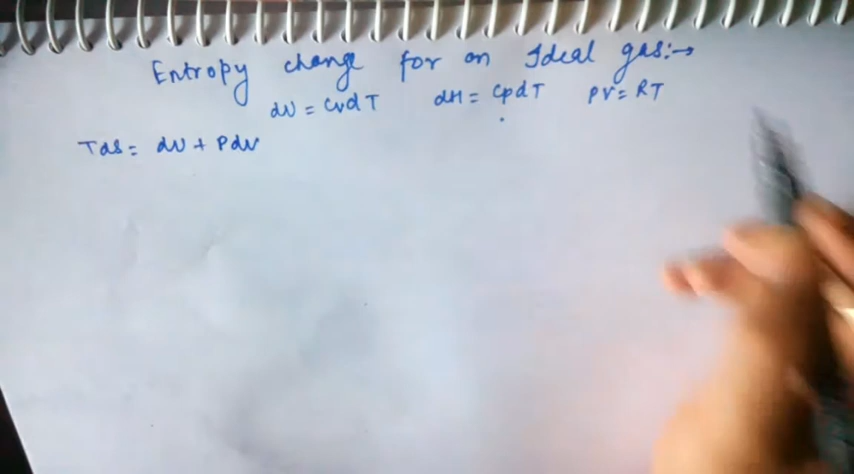 Entropy change for an Ideal gas:→
dU = CvdT dH = CpdT PV = RT
Tds = dU + Pdv